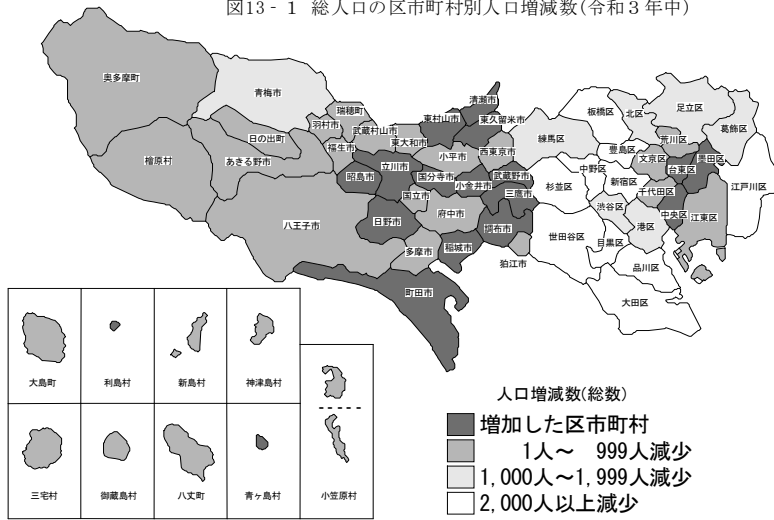 図13-1 総人口の区市町村別人口増減数(令和3年中)
奥多摩町
青梅市
瑞穂町
羽村市
武蔵村山市
日の出町
福生市
東大和市
檜原村
あきる野市
東村山市
清瀬市
東久留米市
小平市
西東京市
立川市
昭島市
国分寺市
小金井市
武蔵野市
国立市
三鷹市
八王子市
日野市
府中市
調布市
多摩市
稲城市
狛江市
町田市
板橋区
北区
足立区
葛飾区
練馬区
豊島区
荒川区
文京区
台東区
墨田区
中野区
杉並区
新宿区
千代田区
江戸川区
渋谷区
中央区
江東区
港区
世田谷区
目黒区
品川区
大田区
大島町
利島村
新島村
神津島村
三宅村
御蔵島村
八丈町
青ヶ島村
小笠原村
人口増減数(総数)
増加した区市町村
1人～ 999人減少
1,000人～1,999人減少
2,000人以上減少